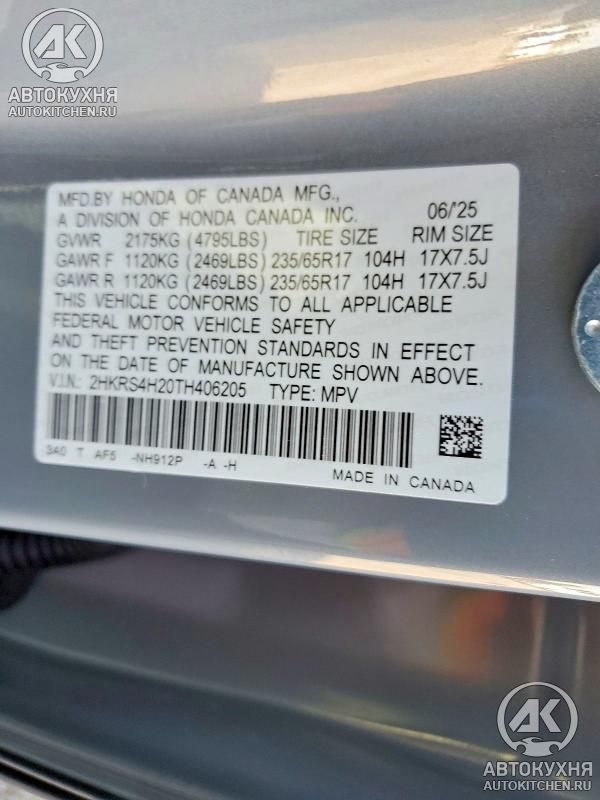 AK
АВТОКУХНЯ
AUTOKITCHEN.RU
MFD.BY HONDA OF CANADA MFG.,
A DIVISION OF HONDA CANADA INC. 06/'25
GVWR 2175KG (4795LBS) TIRE SIZE RIM SIZE
GAWR F 1120KG (2469LBS) 235/65R17 104H 17X7.5J
GAWR R 1120KG (2469LBS) 235/65R17 104H 17X7.5J
THIS VEHICLE CONFORMS TO ALL APPLICABLE
FEDERAL MOTOR VEHICLE SAFETY
AND THEFT PREVENTION STANDARDS IN EFFECT
ON THE DATE OF MANUFACTURE SHOWN ABOVE.
V.I.N.: 2HKRS4H20TH406205 TYPE: MPV
3A0 T AF5 -NH912P -A -H
MADE IN CANADA
AK
АВТОКУХНЯ
AUTOKITCHEN.RU